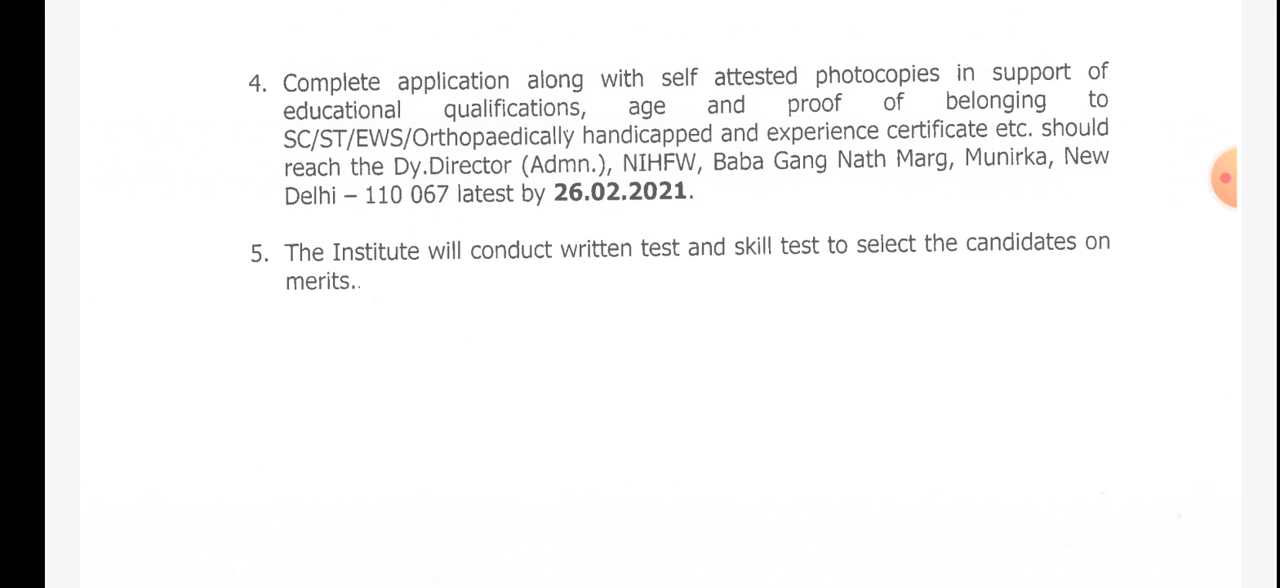 4. Complete application along with self attested photocopies in support of
educational qualifications, age and proof of belonging to
SC/ST/EWS/Orthopaedically handicapped and experience certificate etc. should
reach the Dy.Director (Admn.), NIHFW, Baba Gang Nath Marg, Munirka, New
Delhi – 110 067 latest by 26.02.2021.
5. The Institute will conduct written test and skill test to select the candidates on
merits..